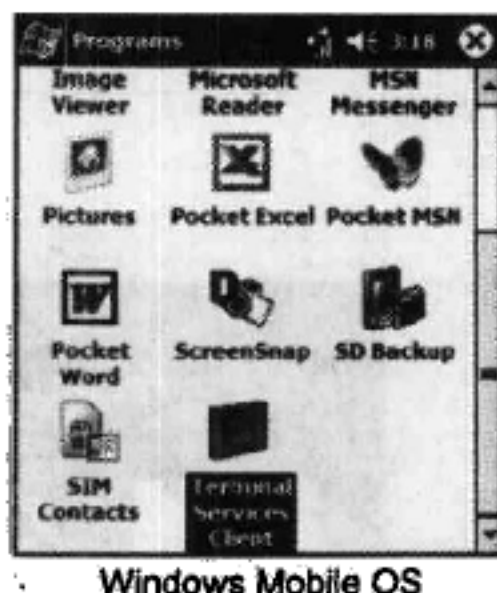 Programs 3:18
Image Microsoft MSN
Viewer Reader Messenger
Pictures Pocket Excel Pocket MSN
Pocket ScreenSnap SD Backup
Word
SIM Terminal
Contacts Services
Client
Windows Mobile OS